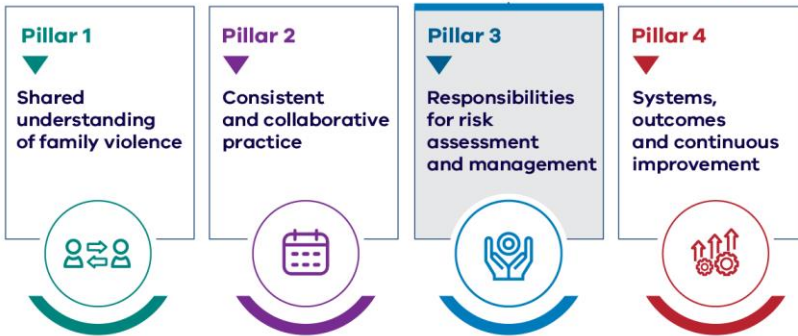 Pillar 1
Shared
understanding
of family violence
Pillar 2
Consistent
and collaborative
practice
Pillar 3
Responsibilities
for risk
assessment
and management
Pillar 4
Systems,
outcomes
and continuous
improvement